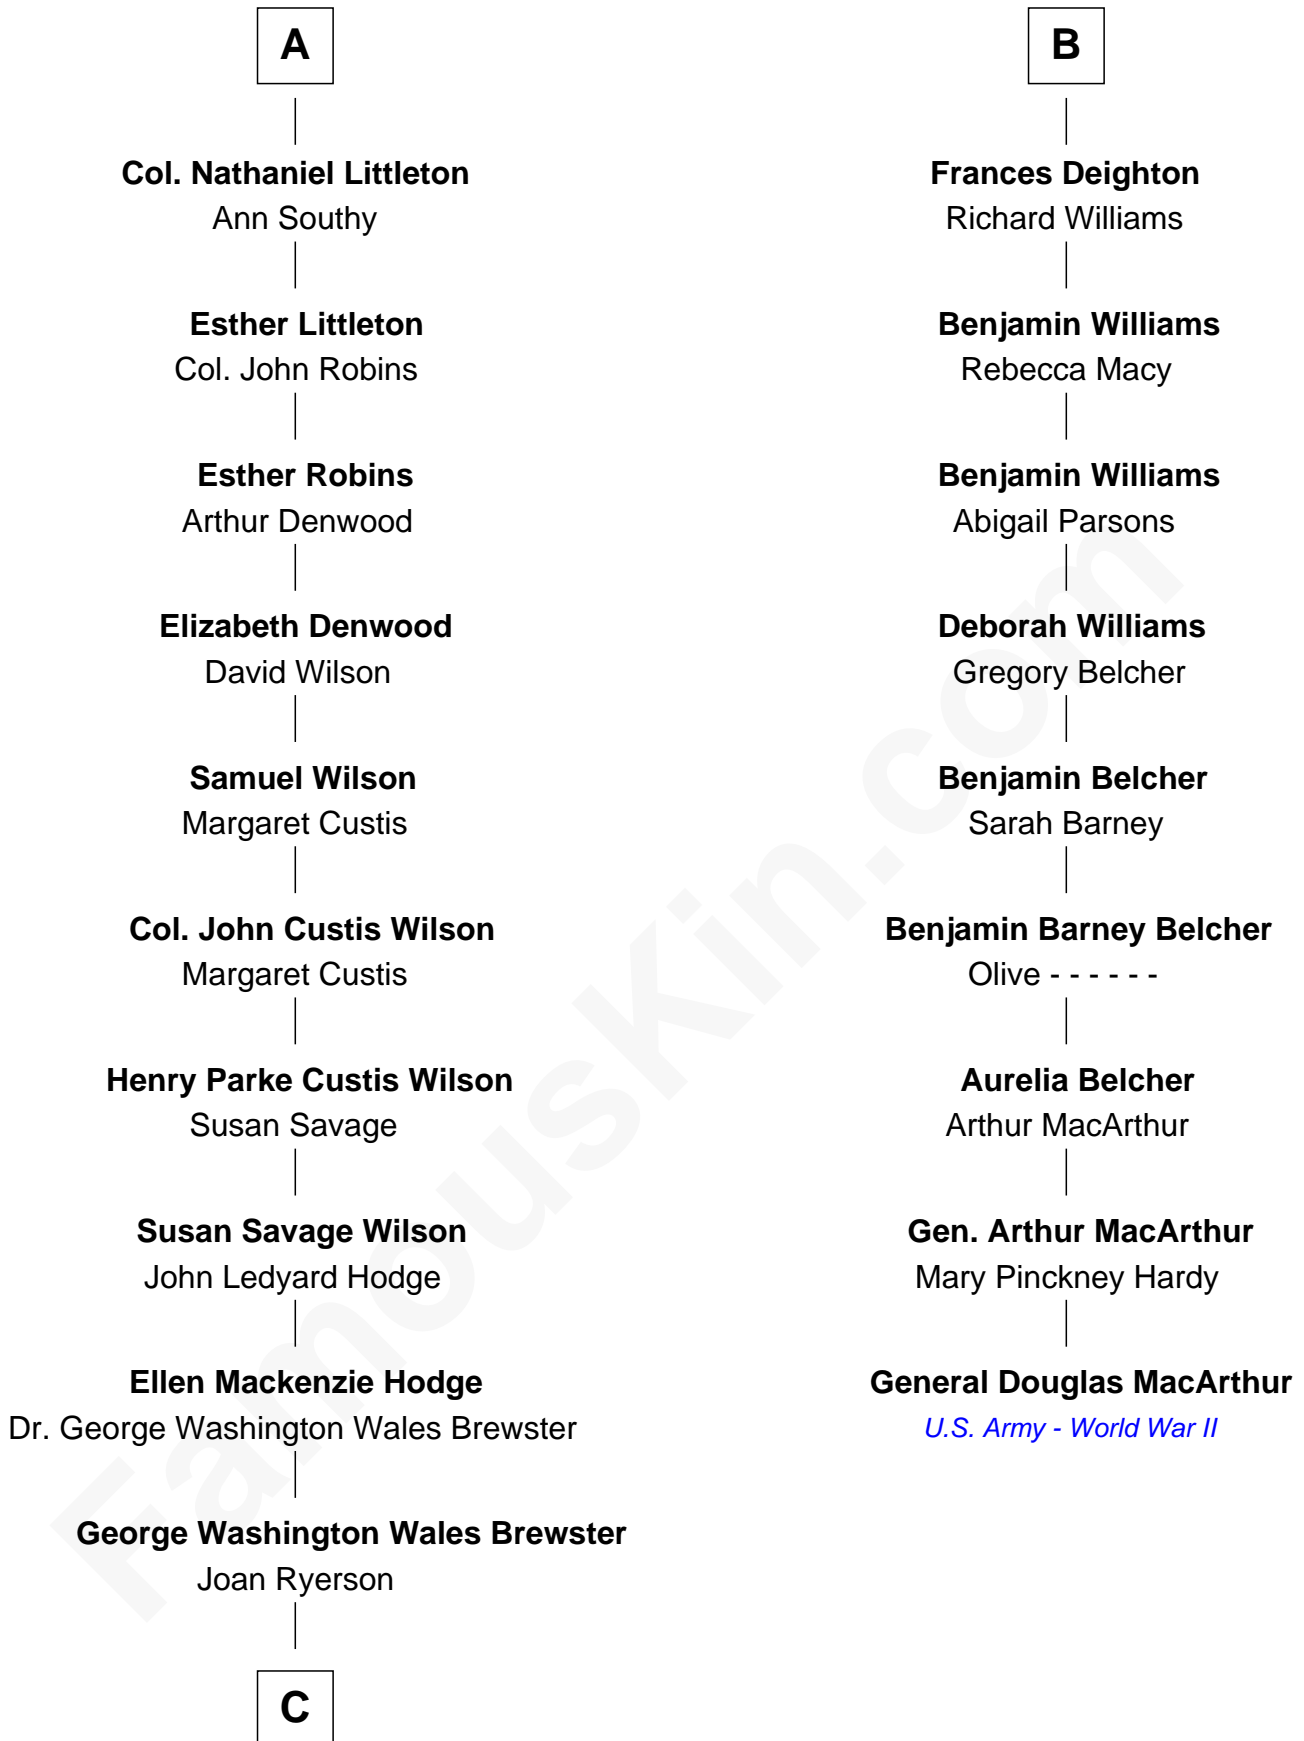 A
Col. Nathaniel Littleton
Ann Southy
Esther Littleton
Col. John Robins
Esther Robins
Arthur Denwood
Elizabeth Denwood
David Wilson
Samuel Wilson
Margaret Custis
Col. John Custis Wilson
Margaret Custis
Henry Parke Custis Wilson
Susan Savage
Susan Savage Wilson
John Ledyard Hodge
Ellen Mackenzie Hodge
Dr. George Washington Wales Brewster
George Washington Wales Brewster
Joan Ryerson
C
B
Frances Deighton
Richard Williams
Benjamin Williams
Rebecca Macy
Benjamin Williams
Abigail Parsons
Deborah Williams
Gregory Belcher
Benjamin Belcher
Sarah Barney
Benjamin Barney Belcher
Olive - - - - - -
Aurelia Belcher
Arthur MacArthur
Gen. Arthur MacArthur
Mary Pinckney Hardy
General Douglas MacArthur
U.S. Army - World War II
FamousKin.com